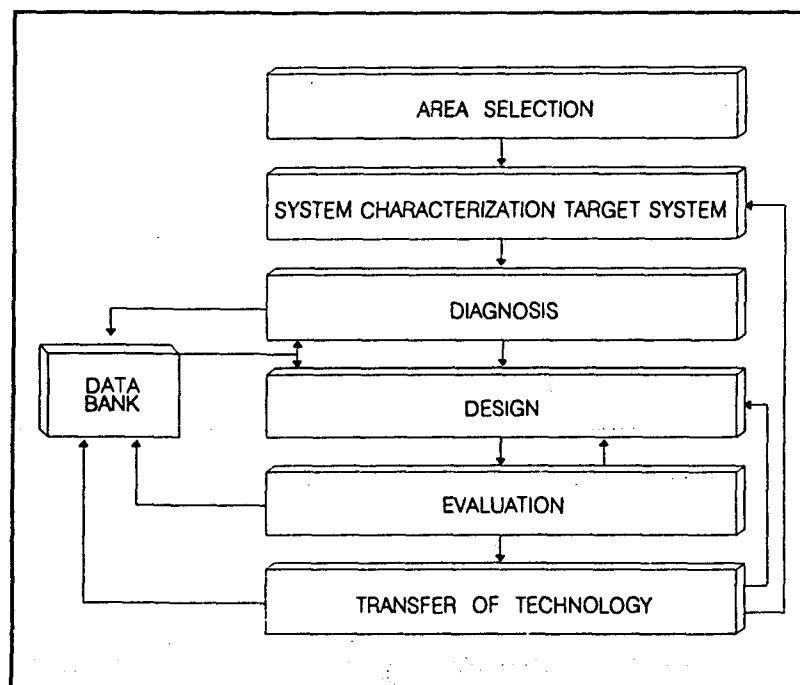 AREA SELECTION
SYSTEM CHARACTERIZATION TARGET SYSTEM
DIAGNOSIS
DATA
BANK
DESIGN
EVALUATION
TRANSFER OF TECHNOLOGY